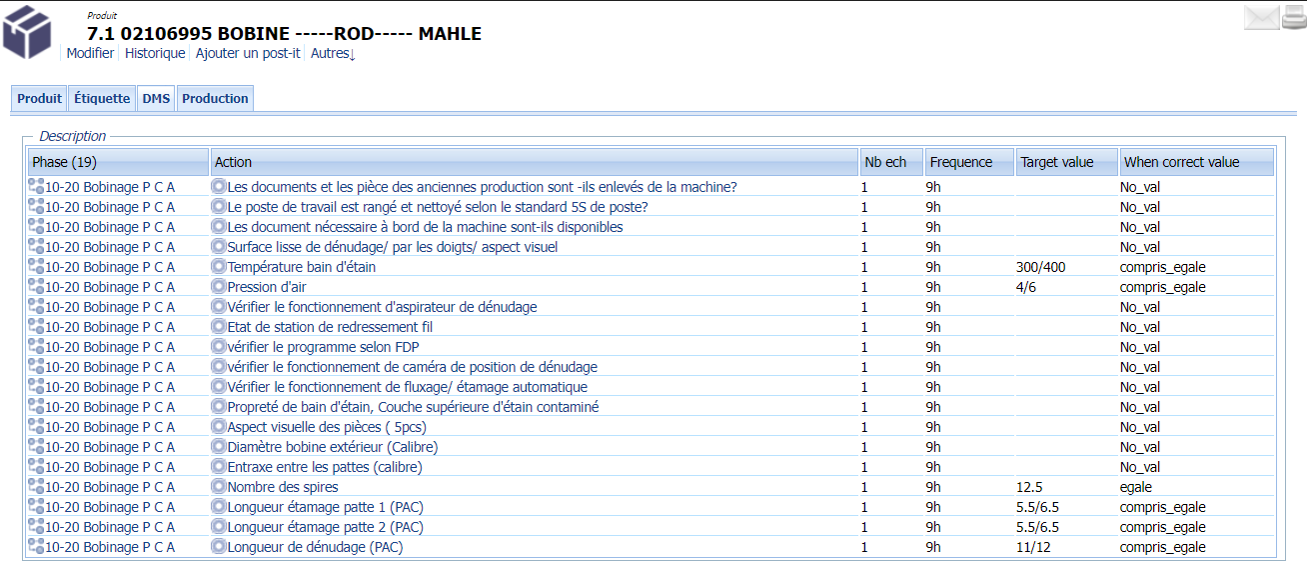 Produit
7.1 02106995 BOBINE -----ROD----- MAHLE
Modifier Historique Ajouter un post-it Autres↓
Produit Étiquette DMS Production
Description
Phase (19) Action Nb ech Frequence Target value When correct value
10-20 Bobinage P C A Les documents et les pièce des anciennes production sont -ils enlevés de la machine? 1 9h No_val
10-20 Bobinage P C A Le poste de travail est rangé et nettoyé selon le standard 5S de poste? 1 9h No_val
10-20 Bobinage P C A Les document nécessaire à bord de la machine sont-ils disponibles 1 9h No_val
10-20 Bobinage P C A Surface lisse de dénudage/ par les doigts/ aspect visuel 1 9h No_val
10-20 Bobinage P C A Température bain d'étain 1 9h 300/400 compris_egale
10-20 Bobinage P C A Pression d'air 1 9h 4/6 compris_egale
10-20 Bobinage P C A Vérifier le fonctionnement d'aspirateur de dénudage 1 9h No_val
10-20 Bobinage P C A Etat de station de redressement fil 1 9h No_val
10-20 Bobinage P C A vérifier le programme selon FDP 1 9h No_val
10-20 Bobinage P C A vérifier le fonctionnement de caméra de position de dénudage 1 9h No_val
10-20 Bobinage P C A Vérifier le fonctionnement de fluxage/ étamage automatique 1 9h No_val
10-20 Bobinage P C A Propreté de bain d'étain, Couche supérieure d'étain contaminé 1 9h No_val
10-20 Bobinage P C A Aspect visuelle des pièces ( 5pcs) 1 9h No_val
10-20 Bobinage P C A Diamètre bobine extérieur (Calibre) 1 9h No_val
10-20 Bobinage P C A Entraxe entre les pattes (calibre) 1 9h No_val
10-20 Bobinage P C A Nombre des spires 1 9h 12.5 egale
10-20 Bobinage P C A Longueur étamage patte 1 (PAC) 1 9h 5.5/6.5 compris_egale
10-20 Bobinage P C A Longueur étamage patte 2 (PAC) 1 9h 5.5/6.5 compris_egale
10-20 Bobinage P C A Longueur de dénudage (PAC) 1 9h 11/12 compris_egale